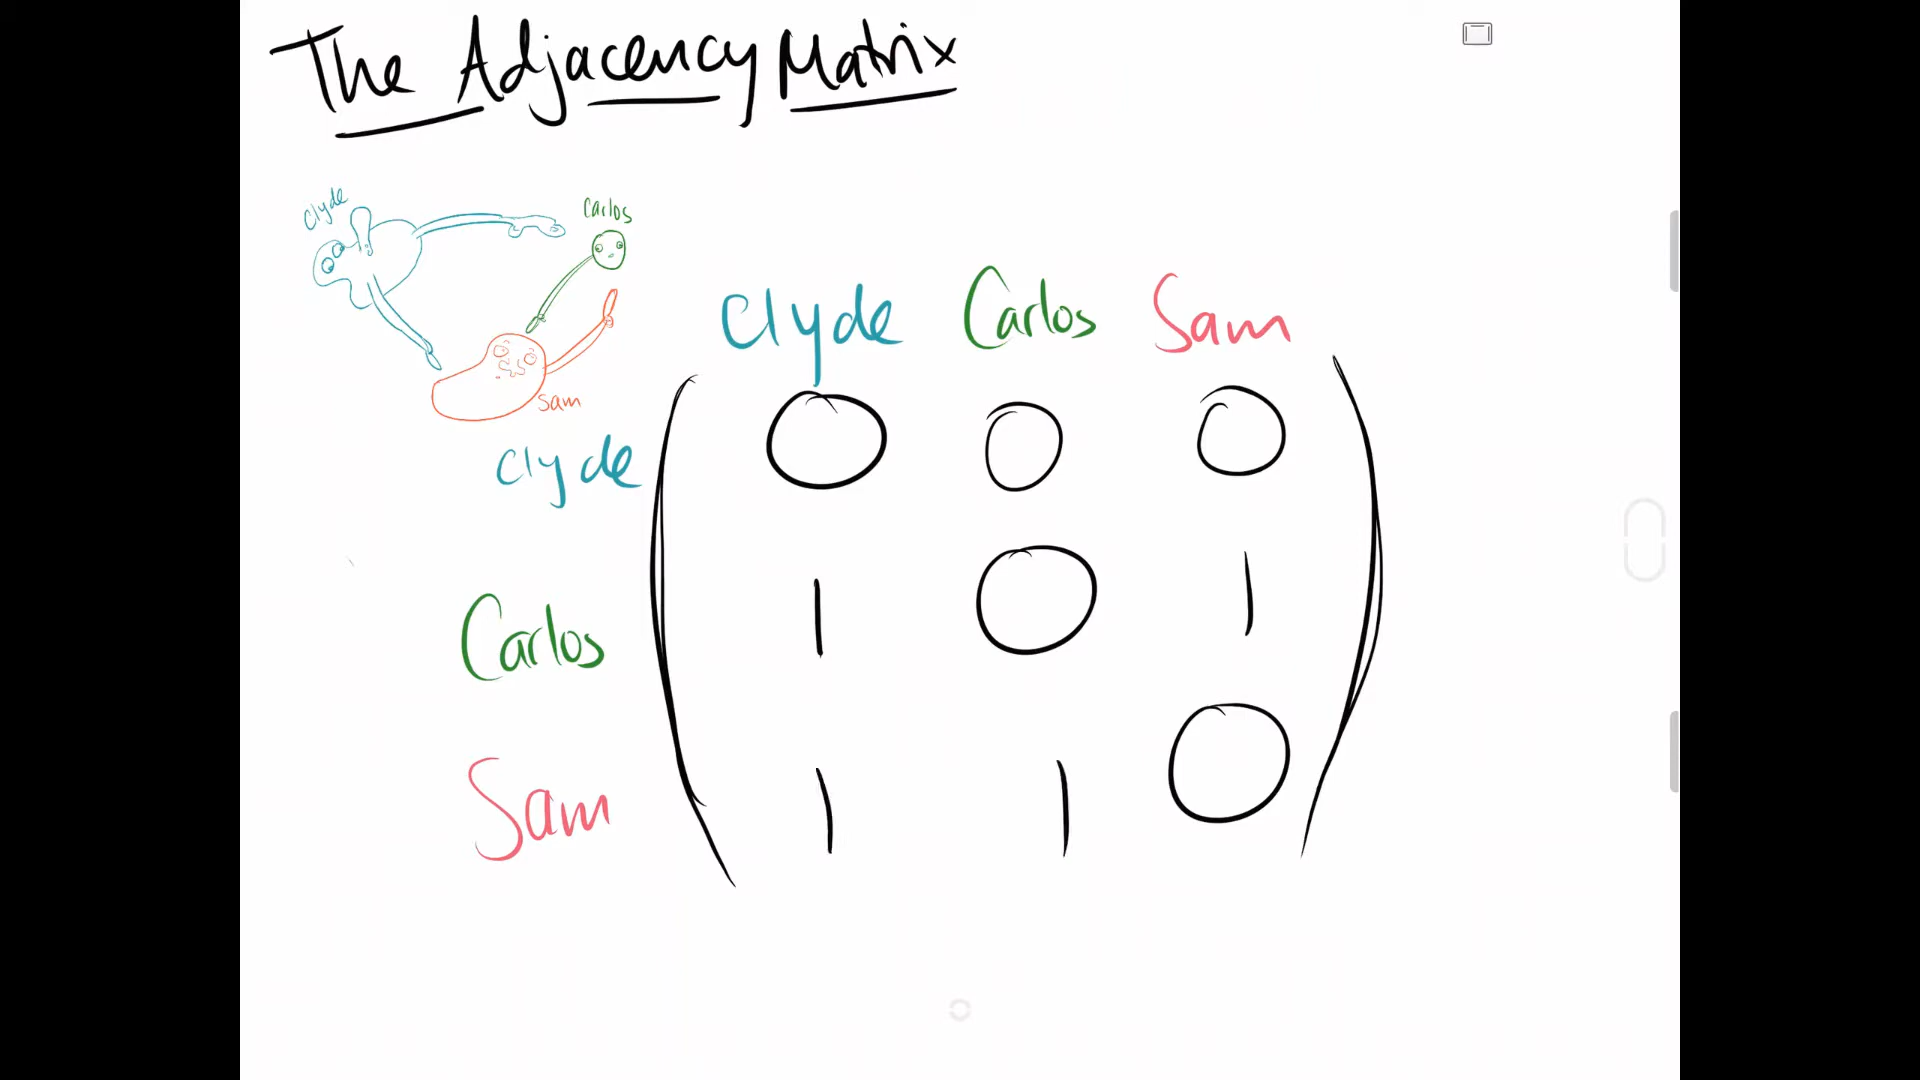 The Adjacency Matrix
Clyde
Carlos
Sam
Clyde Carlos Sam
Clyde 0 0 0
Carlos 1 0 1
Sam 1 1 0